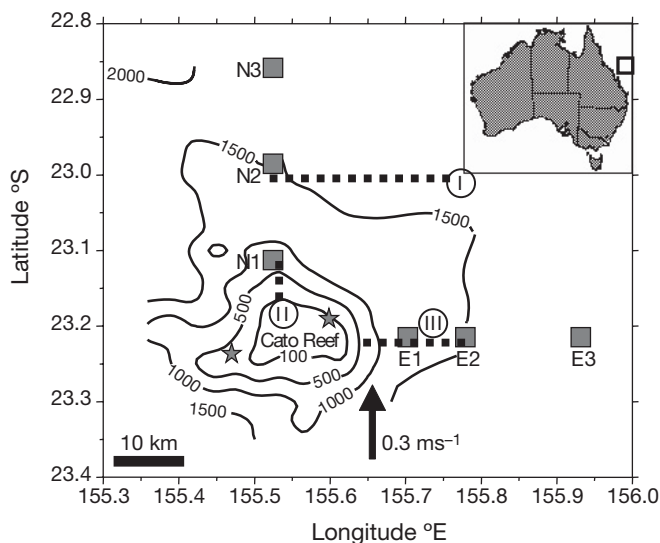 22.8
22.9
23.0
23.1
23.2
23.3
23.4
Latitude °S
2000
N3
N2
1500
I
1500
N1
500
II
III
Cato Reef
100
E1
E2
E3
500
1000
1000
1500
10 km
0.3 ms⁻¹
155.3 155.4 155.5 155.6 155.7 155.8 155.9 156.0
Longitude °E